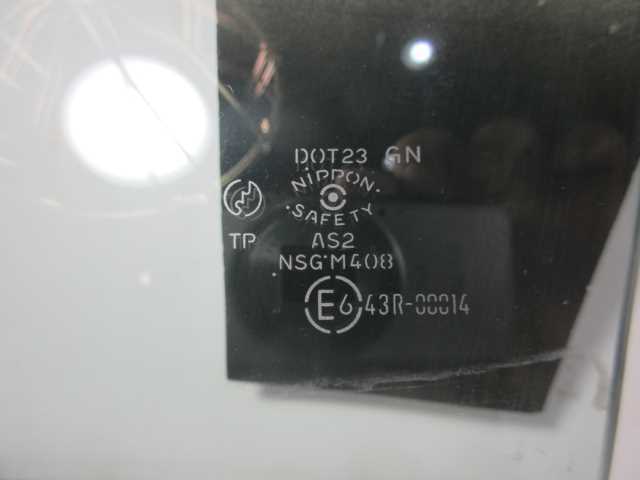 DOT23 GN
NIPPON
SAFETY
TP
AS2
NSG M408
E6 43R-00014